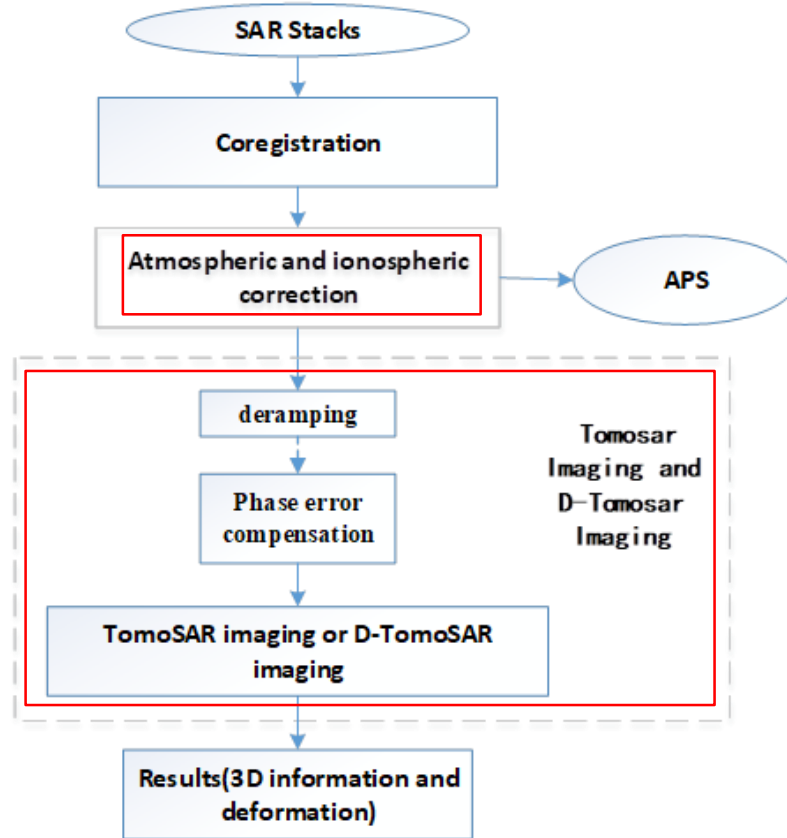 SAR Stacks
Coregistration
Atmospheric and ionospheric
correction
APS
deramping
Tomosar
Imaging and
D-Tomosar
Imaging
Phase error
compensation
TomoSAR imaging or D-TomoSAR
imaging
Results(3D information and
deformation)